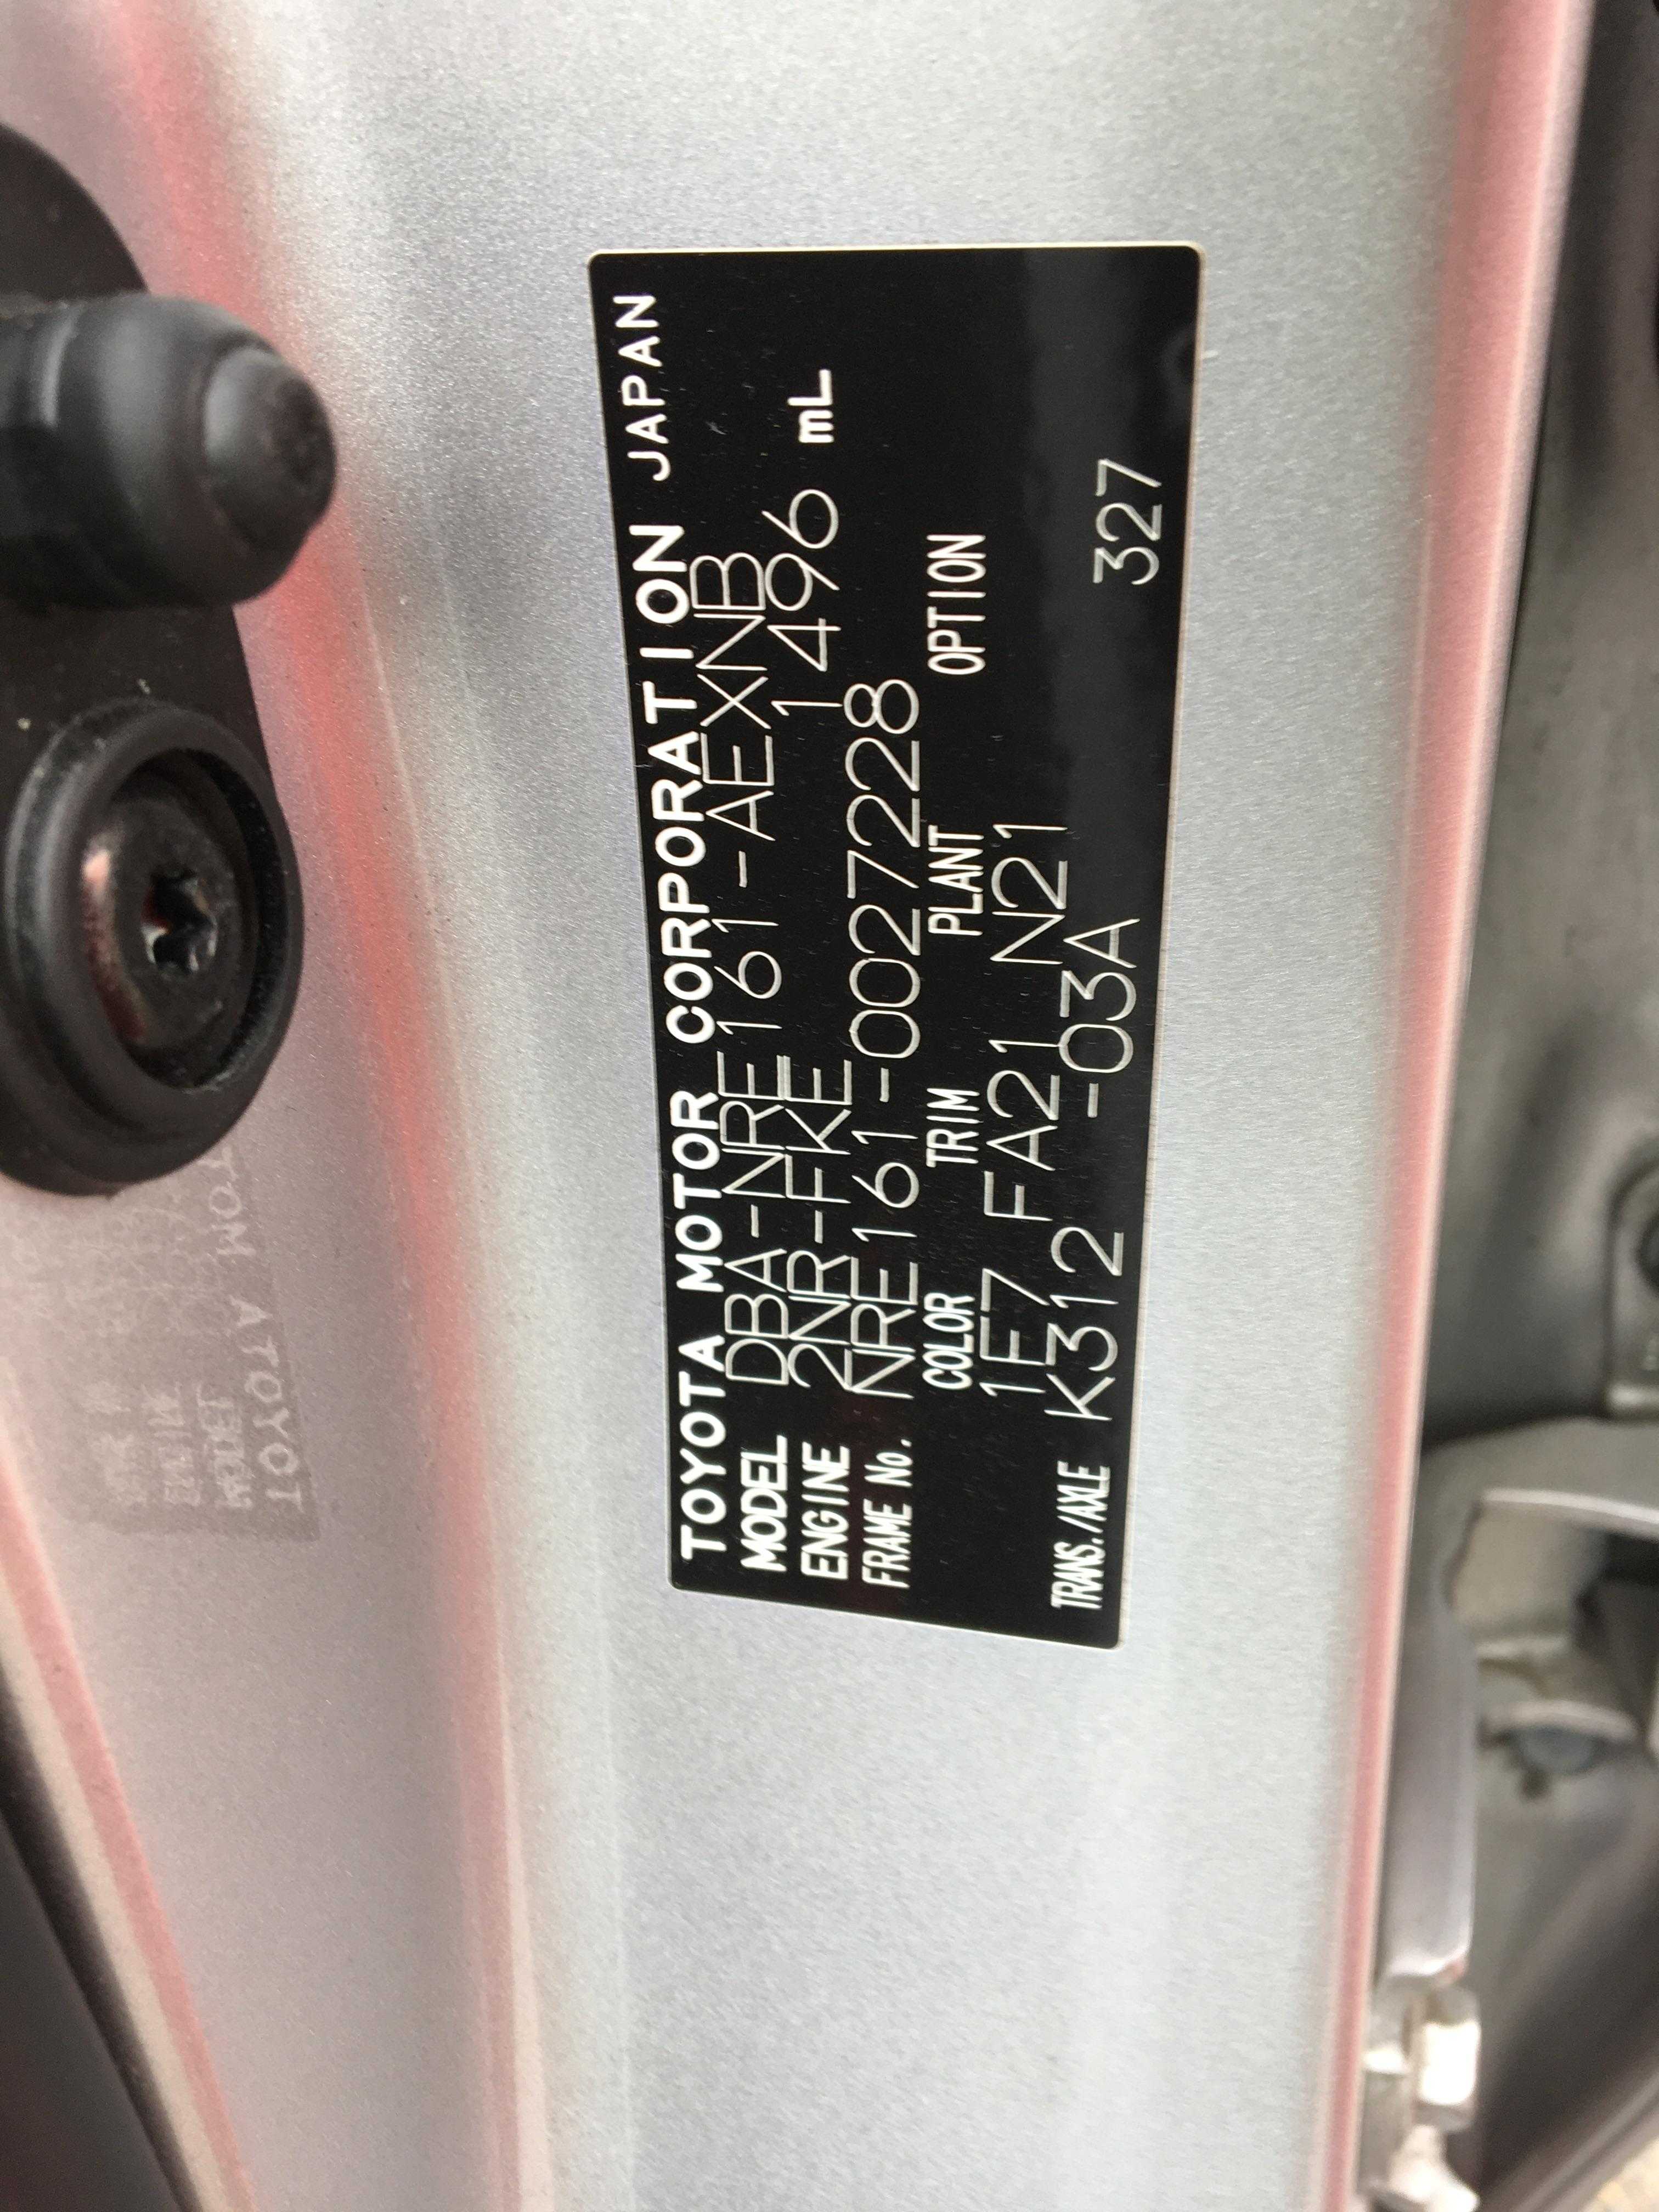 TOYOTA MOTOR CORPORATION JAPAN
MODEL DBA-NRE161-AEXNB
ENGINE 2NR-FKE 1496 mL
FRAME No. NRE161-0027228
COLOR TRIM PLANT OPTION
1F7 FA21 N21
TRANS./AXLE K312 -03A 327